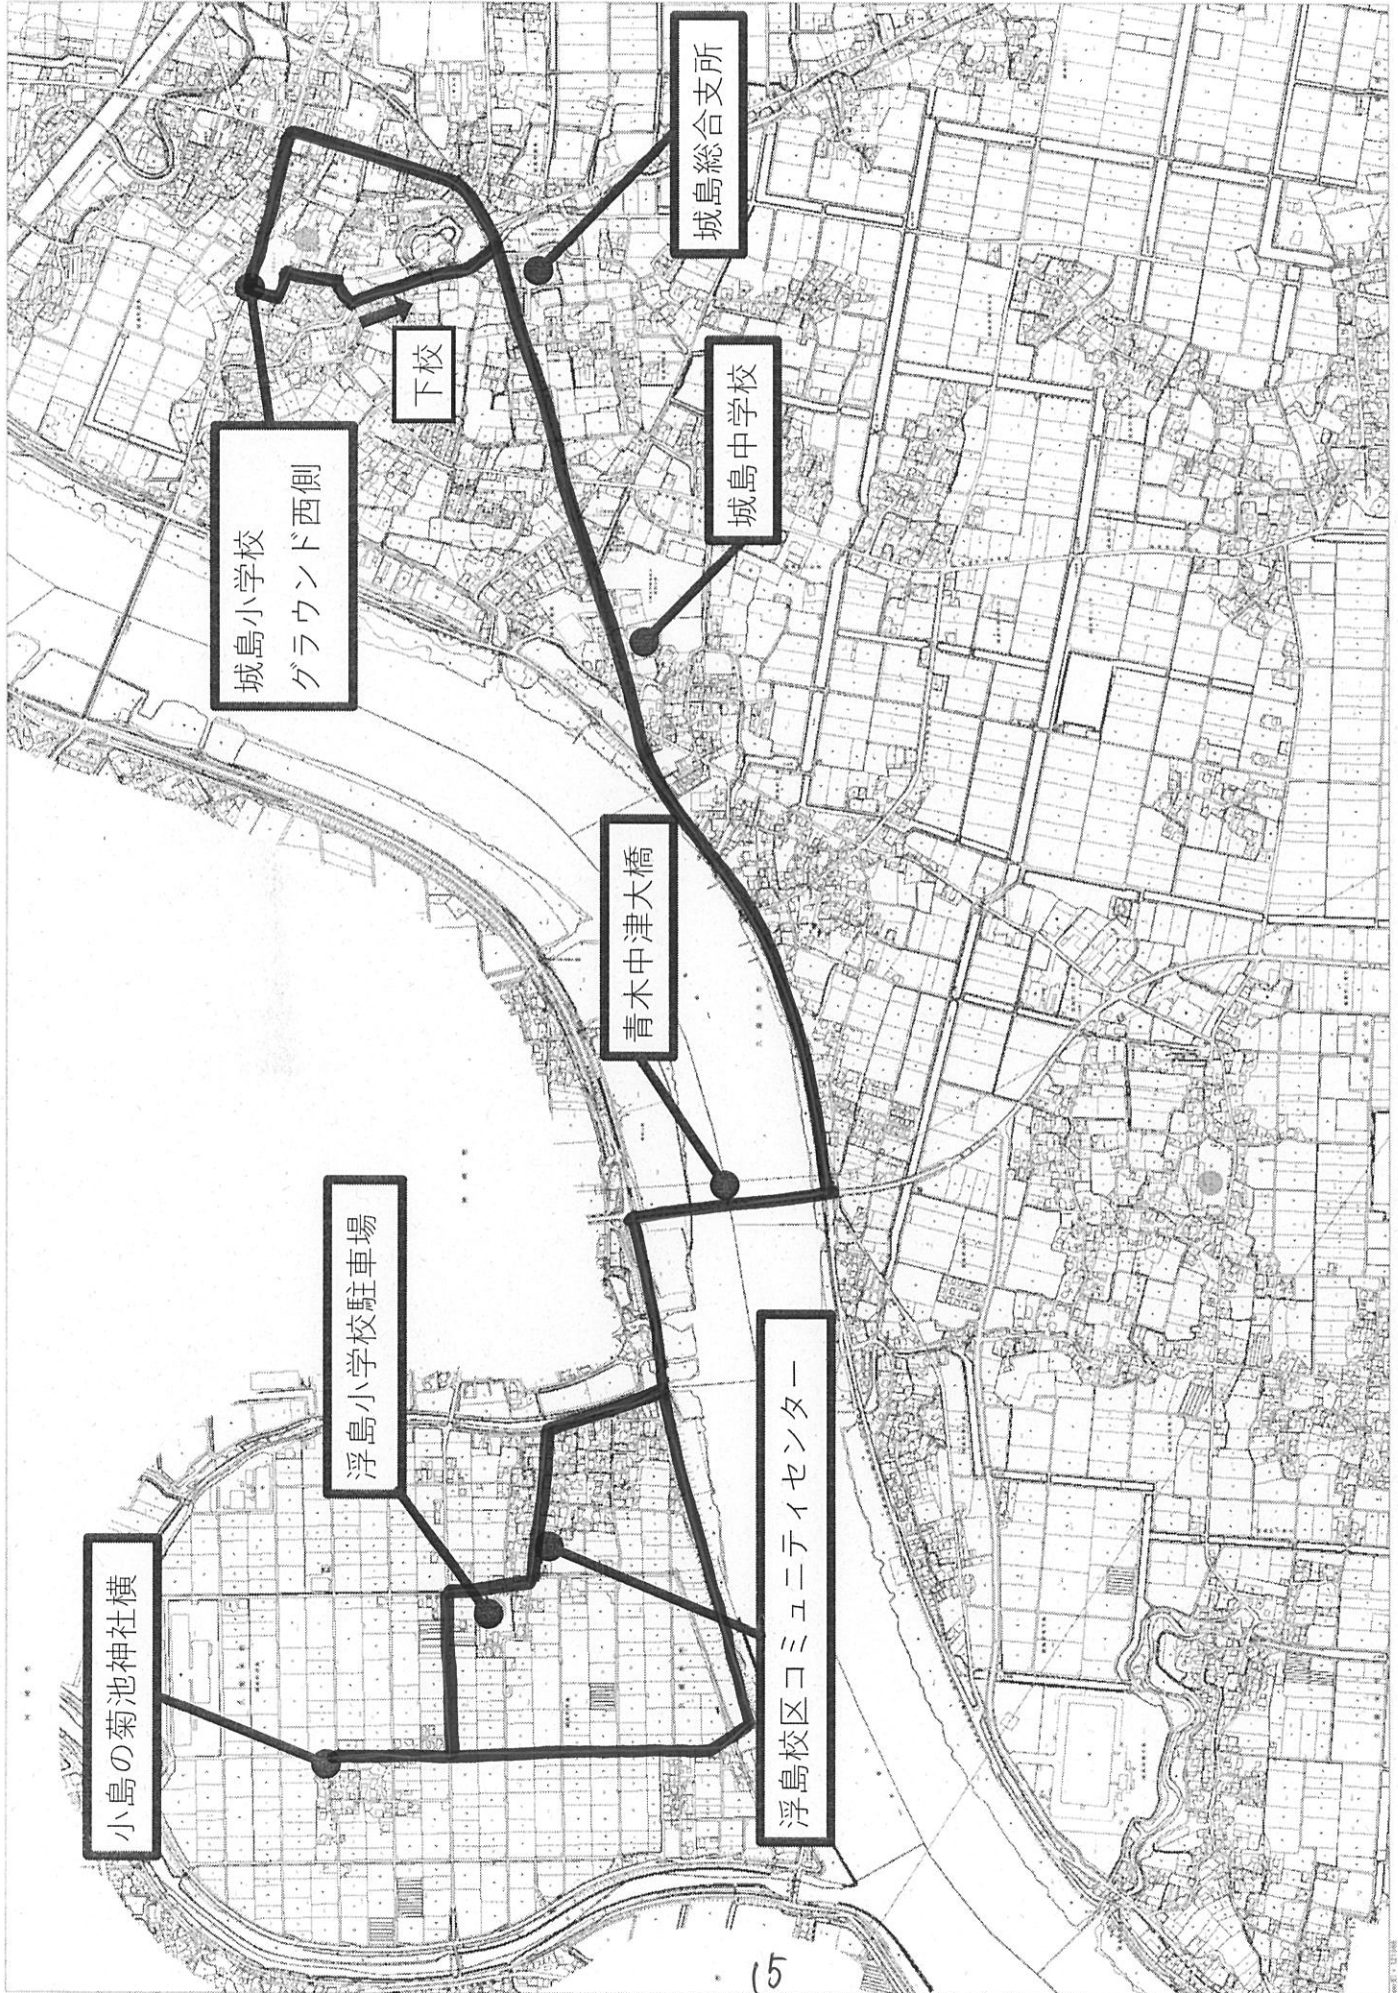 小島の菊池神社横
浮島小学校駐車場
浮島校区コミュニティセンター
青木中津大橋
城島小学校
グラウンド西側
下校
城島中学校
城島総合支所
15